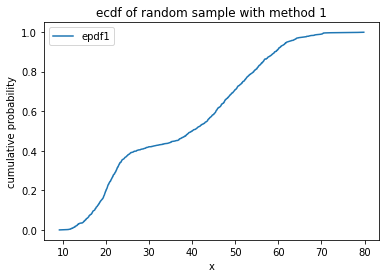 ecdf of random sample with method 1
epdf1
cumulative probability
1.0
0.8
0.6
0.4
0.2
0.0
10 20 30 40 50 60 70 80
x